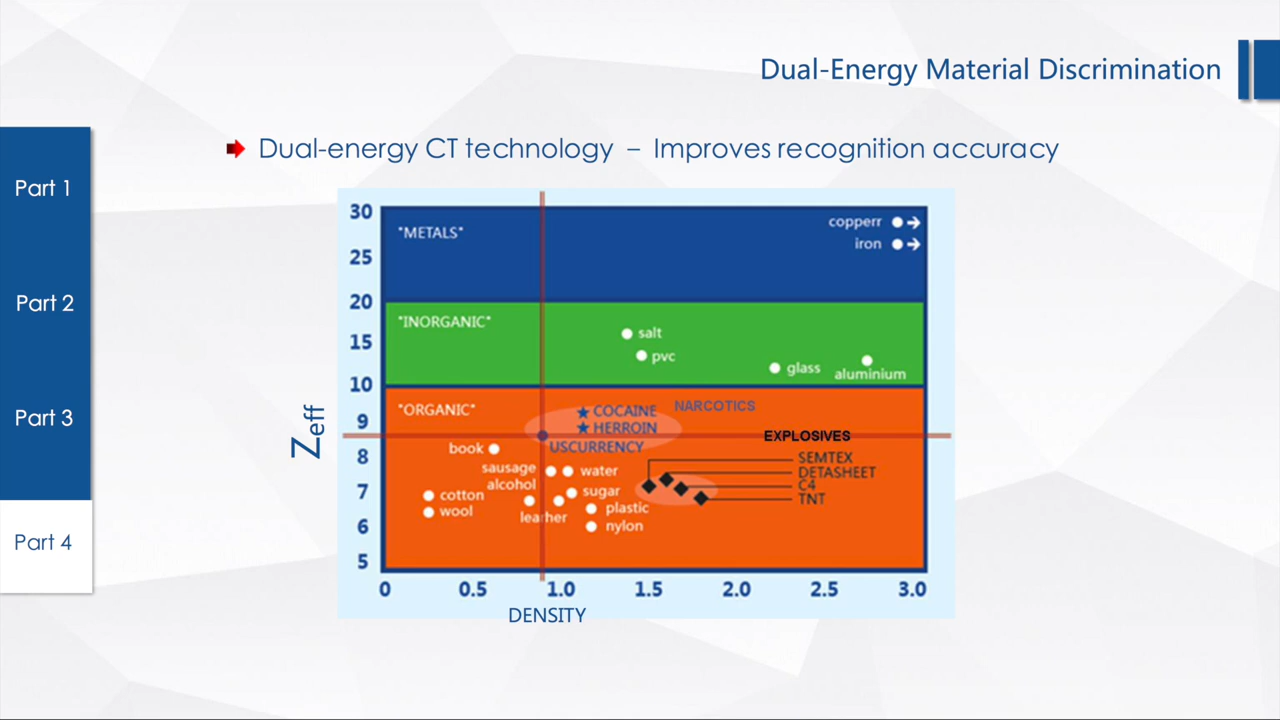 Dual-Energy Material Discrimination
Dual-energy CT technology – Improves recognition accuracy
Part 1
Part 2
Part 3
Part 4
Zeff
30
25
20
15
10
9
8
7
6
5
"METALS"
copperr
iron
"INORGANIC"
salt
pvc
glass
aluminium
"ORGANIC"
COCAINE
NARCOTICS
HERROIN
USCURRENCY
EXPLOSIVES
book
SEMTEX
sausage
water
DETASHEET
alcohol
C4
cotton
sugar
TNT
wool
leather
plastic
nylon
0 0.5 1.0 1.5 2.0 2.5 3.0
DENSITY